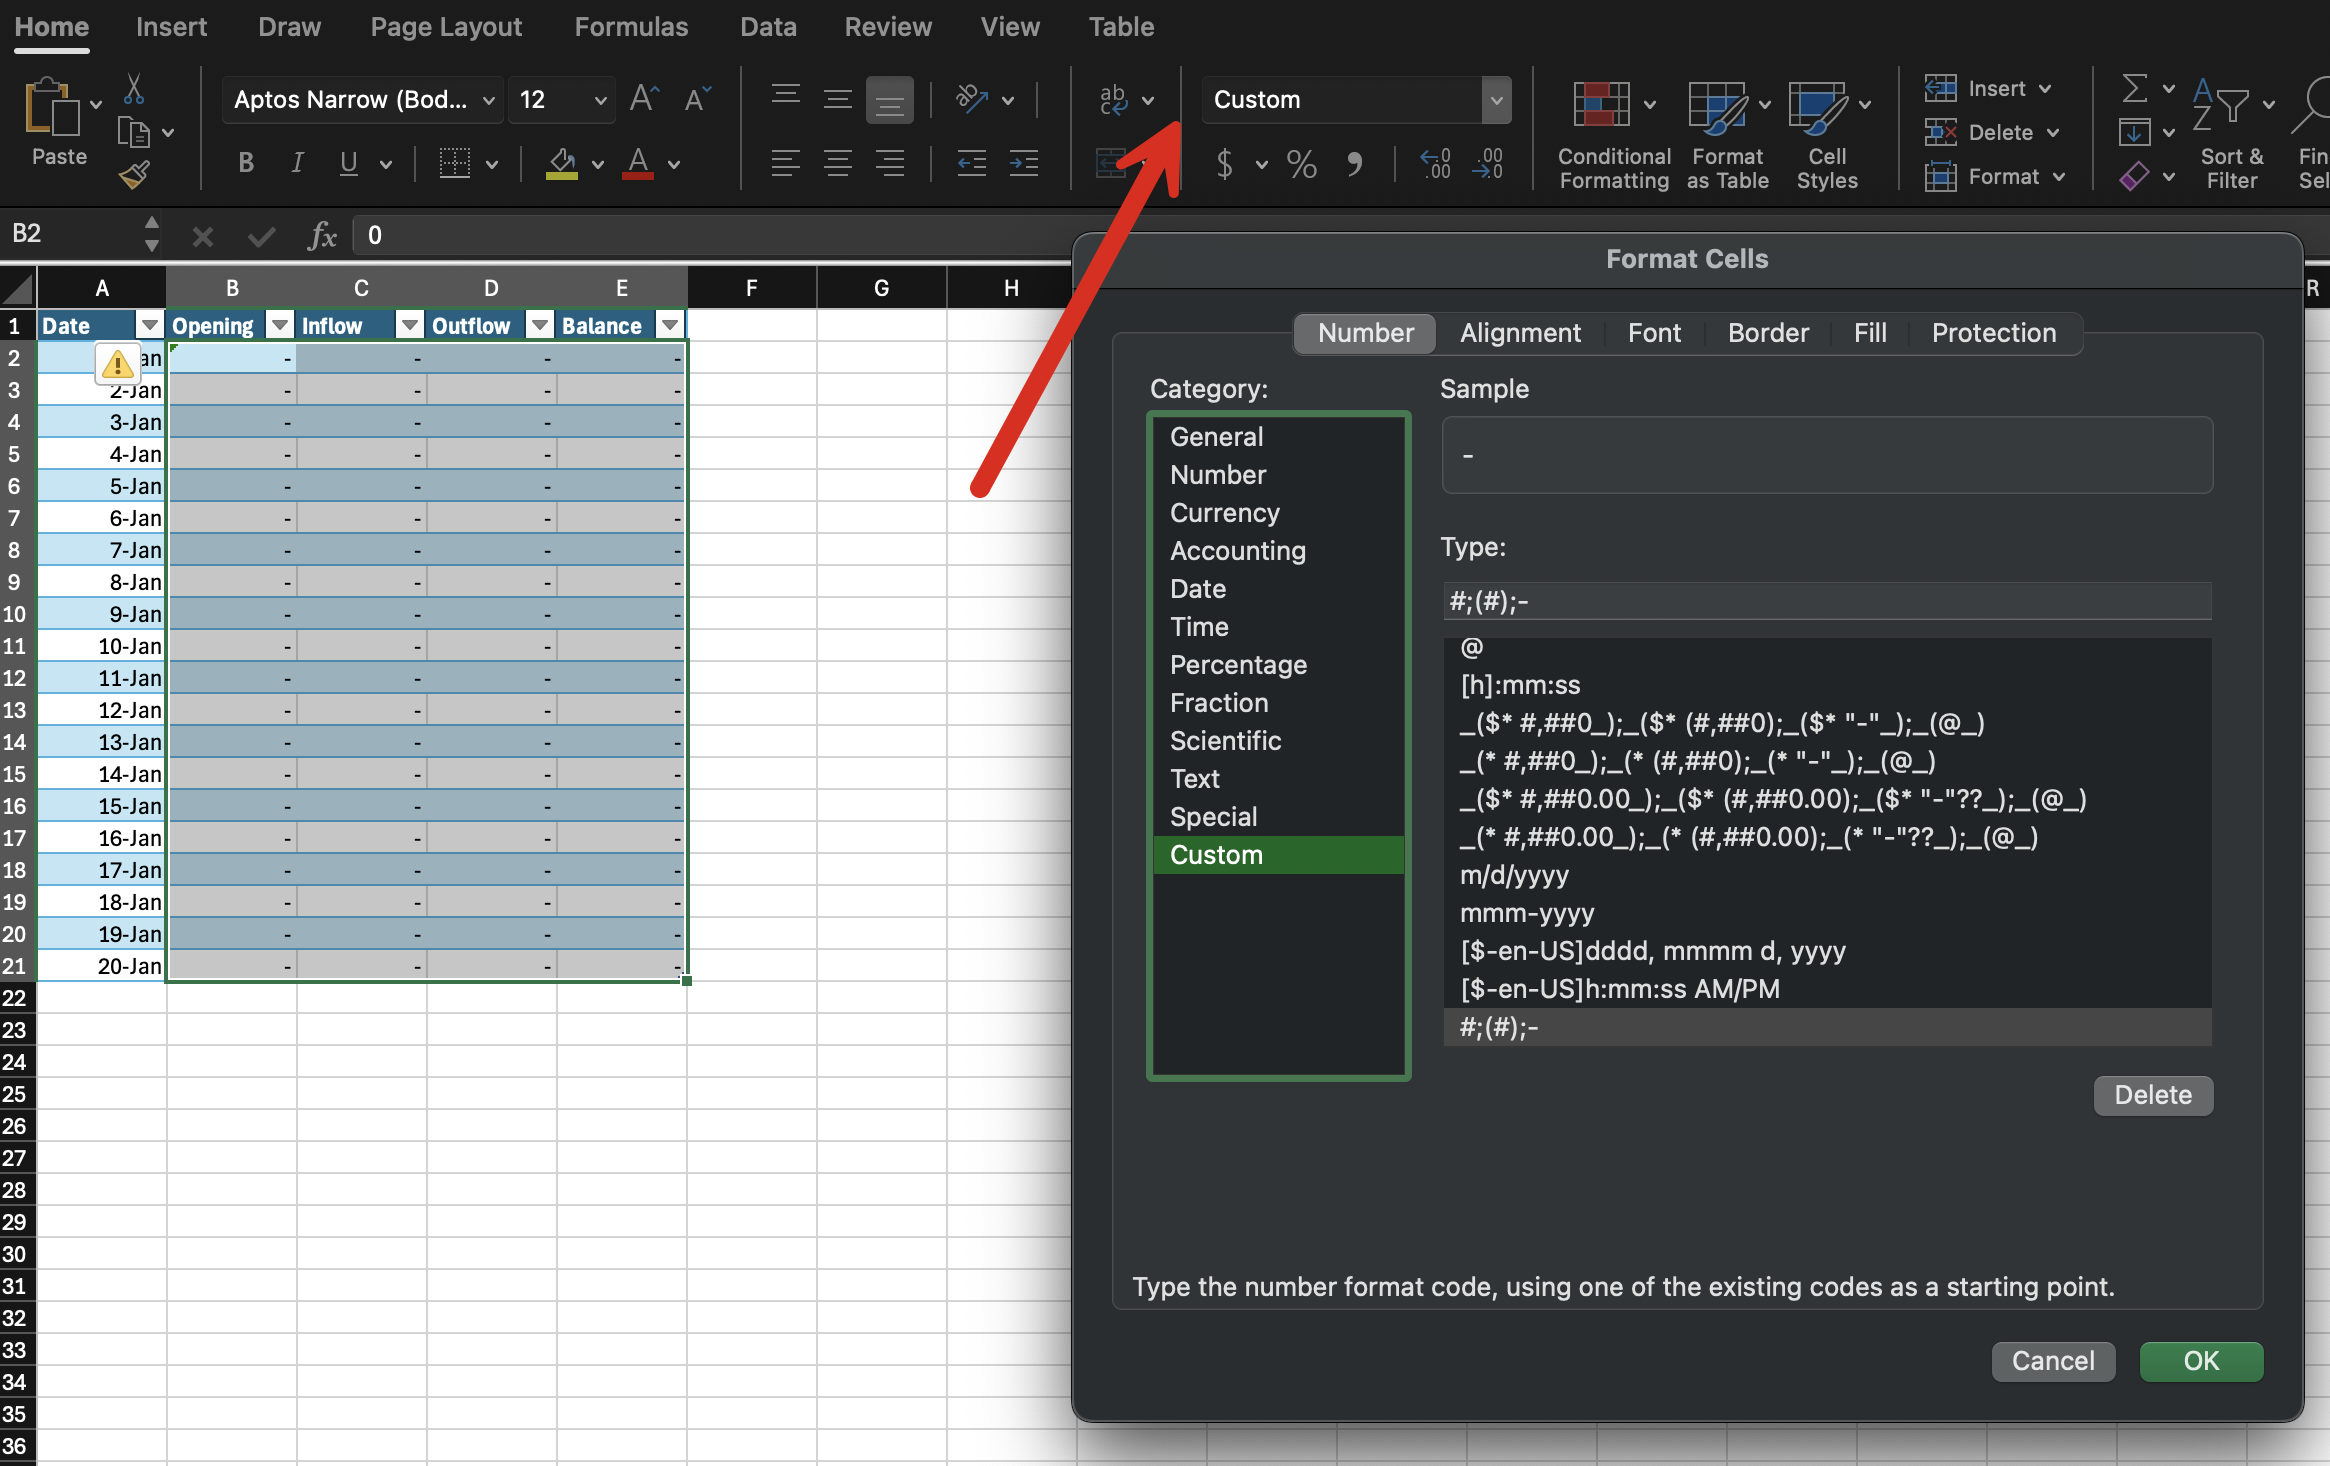 Home Insert Draw Page Layout Formulas Data Review View Table
Paste
Aptos Narrow (Bod... 12
B I U A
ab
Custom
$ % ,
Conditional Formatting
Format as Table
Cell Styles
Insert
Delete
Format
Sort & Filter
Fin
Sel
B2 fx 0
A B C D E F G H R
1 Date Opening Inflow Outflow Balance
2 an - - - -
3 2-Jan - - - -
4 3-Jan - - - -
5 4-Jan - - - -
6 5-Jan - - - -
7 6-Jan - - - -
8 7-Jan - - - -
9 8-Jan - - - -
10 9-Jan - - - -
11 10-Jan - - - -
12 11-Jan - - - -
13 12-Jan - - - -
14 13-Jan - - - -
15 14-Jan - - - -
16 15-Jan - - - -
17 16-Jan - - - -
18 17-Jan - - - -
19 18-Jan - - - -
20 19-Jan - - - -
21 20-Jan - - - -
22
23
24
25
26
27
28
29
30
31
32
33
34
35
36
Format Cells
Number Alignment Font Border Fill Protection
Category:
General
Number
Currency
Accounting
Date
Time
Percentage
Fraction
Scientific
Text
Special
Custom
Sample
-
Type:
#;(#);-
@
[h]:mm:ss
_($* #,##0_);_($* (#,##0);_($* "-"_);_(@_)
_(* #,##0_);_(* (#,##0);_(* "-"_);_(@_)
_($* #,##0.00_);_($* (#,##0.00);_($* "-"??_);_(@_)
_(* #,##0.00_);_(* (#,##0.00);_(* "-"??_);_(@_)
m/d/yyyy
mmm-yyyy
[$-en-US]dddd, mmmm d, yyyy
[$-en-US]h:mm:ss AM/PM
#;(#);-
Delete
Type the number format code, using one of the existing codes as a starting point.
Cancel OK